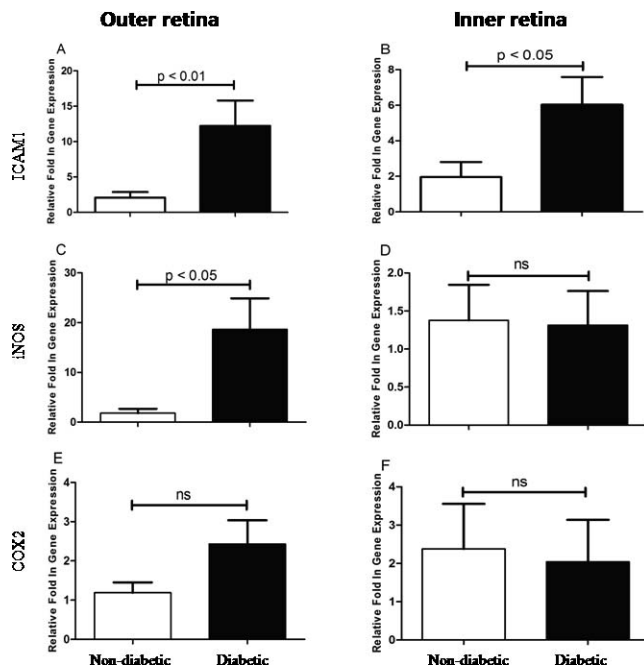 Outer retina
Inner retina
ICAM1
A
Relative Fold In Gene Expression
20
15
10
5
0
p < 0.01
B
Relative Fold In Gene Expression
8
6
4
2
0
p < 0.05
iNOS
C
Relative Fold In Gene Expression
30
20
10
0
p < 0.05
D
Relative Fold In Gene Expression
2.0
1.5
1.0
0.5
0.0
ns
COX2
E
Relative Fold In Gene Expression
4
3
2
1
0
ns
Non-diabetic
Diabetic
F
Relative Fold In Gene Expression
4
3
2
1
0
ns
Non-diabetic
Diabetic